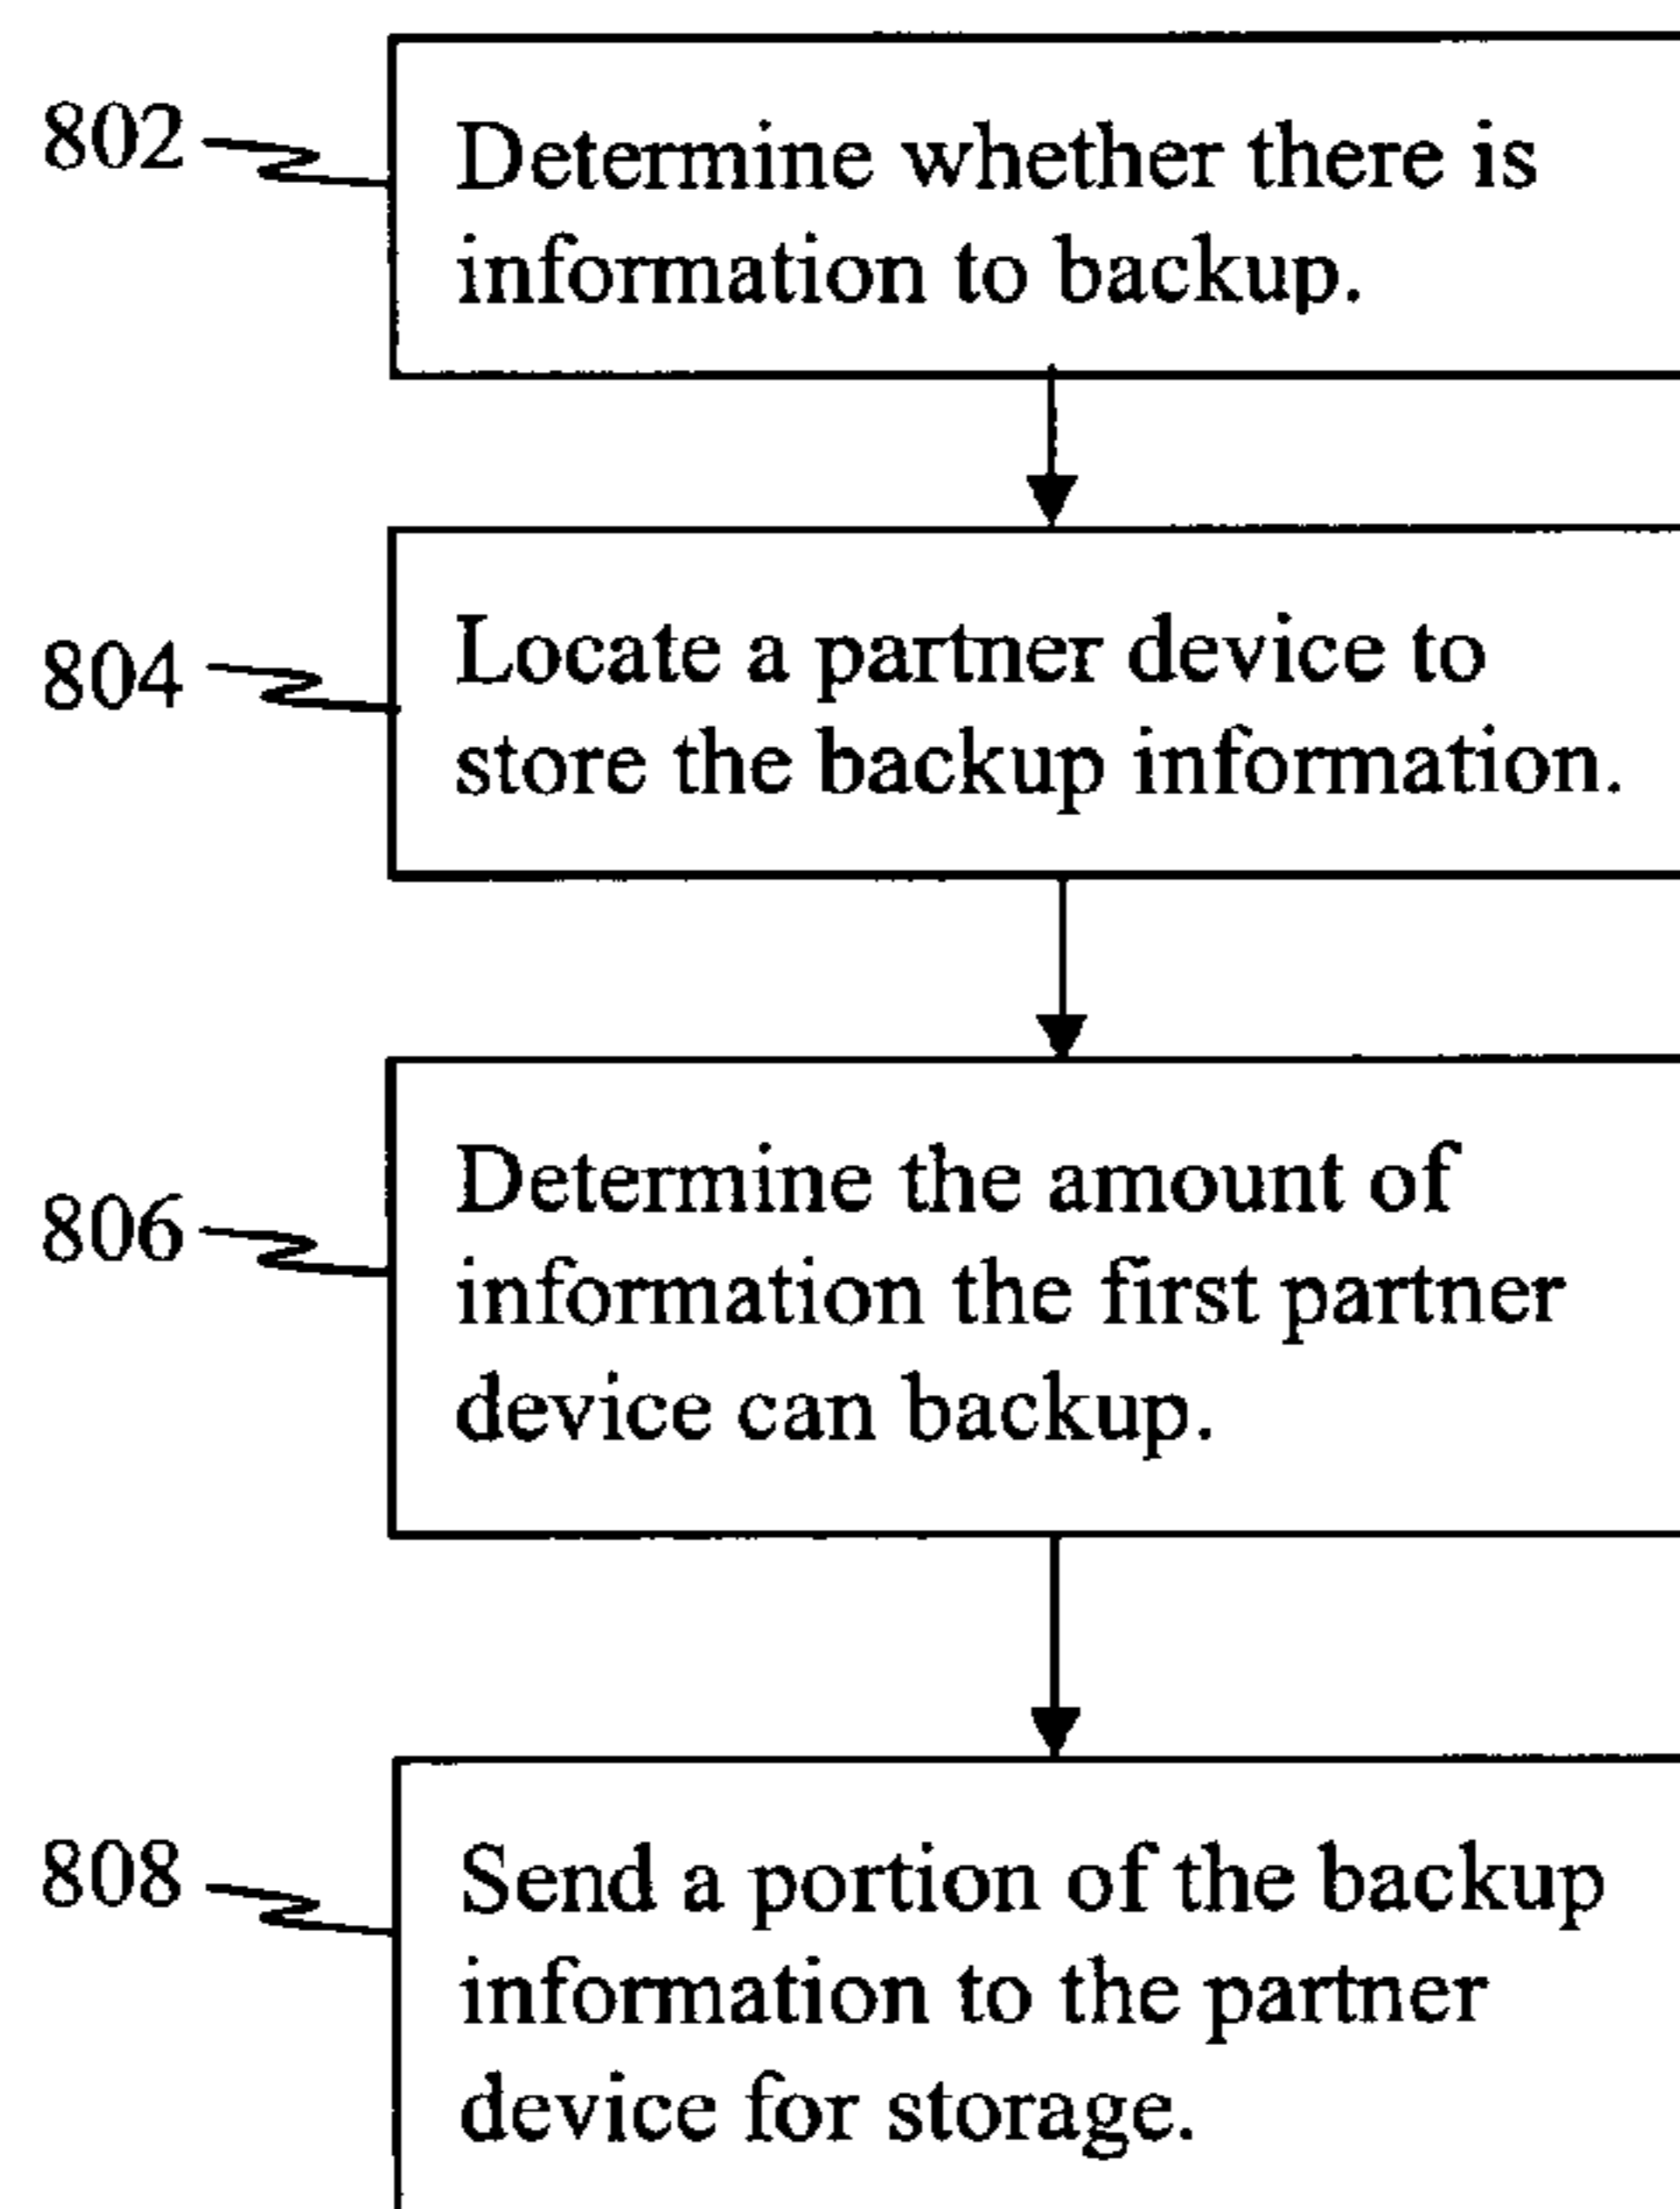 802
Determine whether there is
information to backup.
804
Locate a partner device to
store the backup information.
806
Determine the amount of
information the first partner
device can backup.
808
Send a portion of the backup
information to the partner
device for storage.